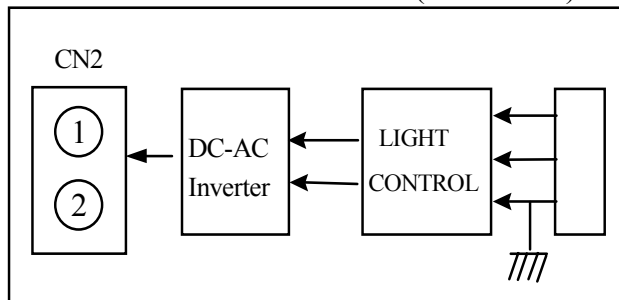 CN2
1
2
DC-AC
Inverter
LIGHT
CONTROL